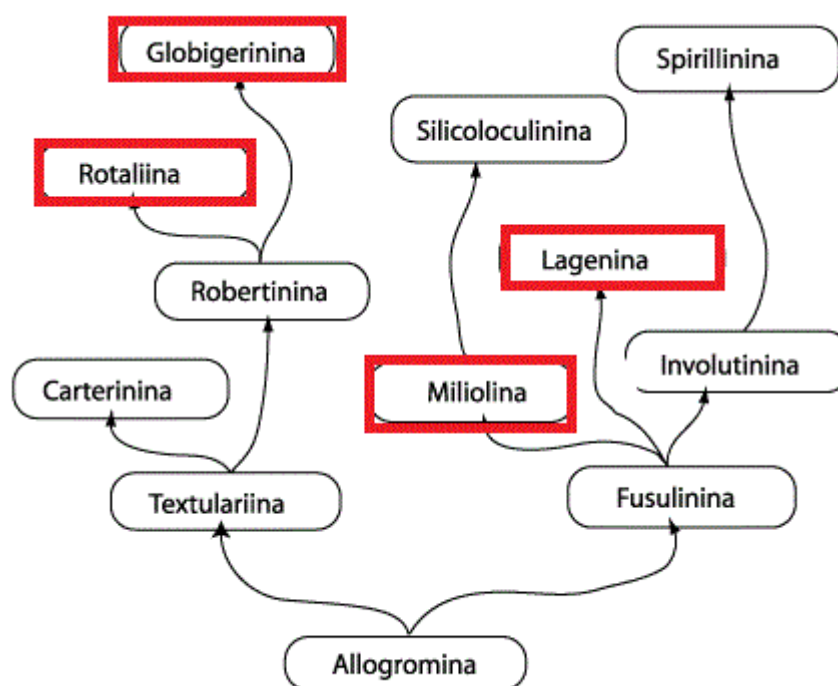 Globigerinina
Spirillinina
Silicoloculinina
Rotaliina
Lagenina
Robertinina
Involutinina
Carterinina
Miliolina
Textulariina
Fusulinina
Allogromina